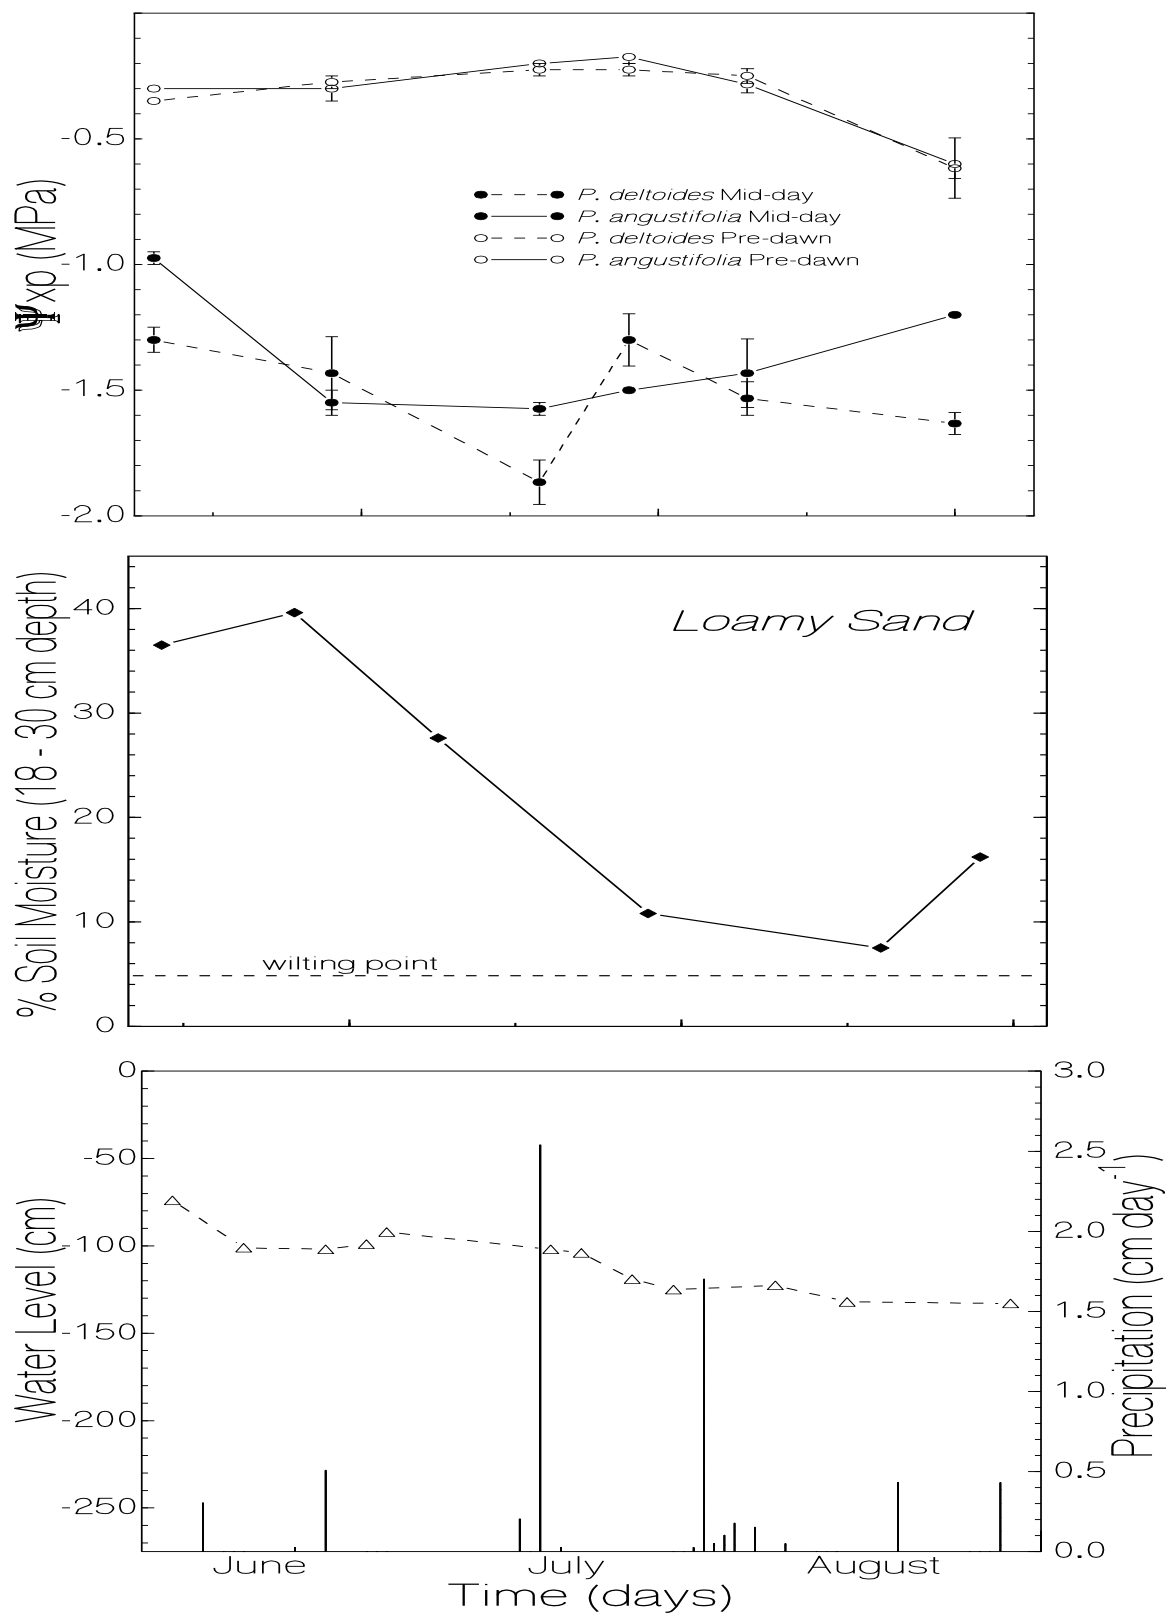 -0.5
-1.0
-1.5
-2.0
Ψxp (MPa)
P. deltoides Mid-day
P. angustifolia Mid-day
P. deltoides Pre-dawn
P. angustifolia Pre-dawn
40
30
20
10
0
% Soil Moisture (18 - 30 cm depth)
Loamy Sand
wilting point
0
-50
-100
-150
-200
-250
Water Level (cm)
3.0
2.5
2.0
1.5
1.0
0.5
0.0
Precipitation (cm day⁻¹)
June July August
Time (days)